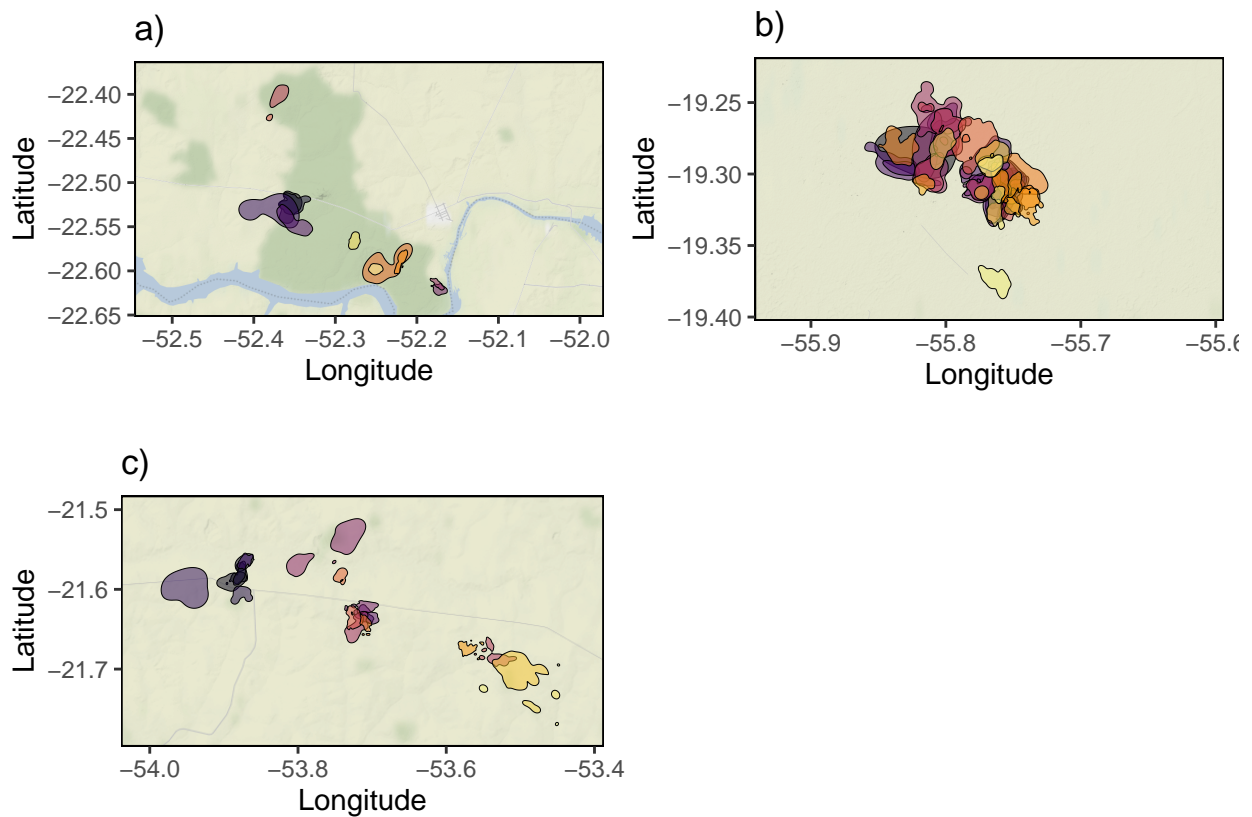 a)
Latitude
−22.40
−22.45
−22.50
−22.55
−22.60
−22.65
−52.5 −52.4 −52.3 −52.2 −52.1 −52.0
Longitude
b)
Latitude
−19.25
−19.30
−19.35
−19.40
−55.9 −55.8 −55.7 −55.6
Longitude
c)
Latitude
−21.5
−21.6
−21.7
−54.0 −53.8 −53.6 −53.4
Longitude